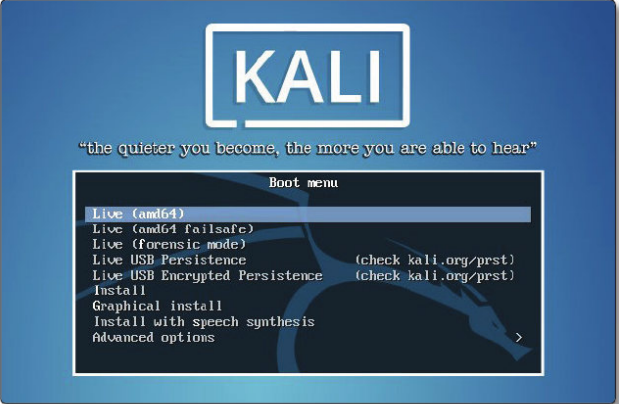 KALI
“the quieter you become, the more you are able to hear”
Boot menu
Live (amd64)
Live (amd64 failsafe)
Live (forensic mode)
Live USB Persistence (check kali.org/prst)
Live USB Encrypted Persistence (check kali.org/prst)
Install
Graphical install
Install with speech synthesis
Advanced options >